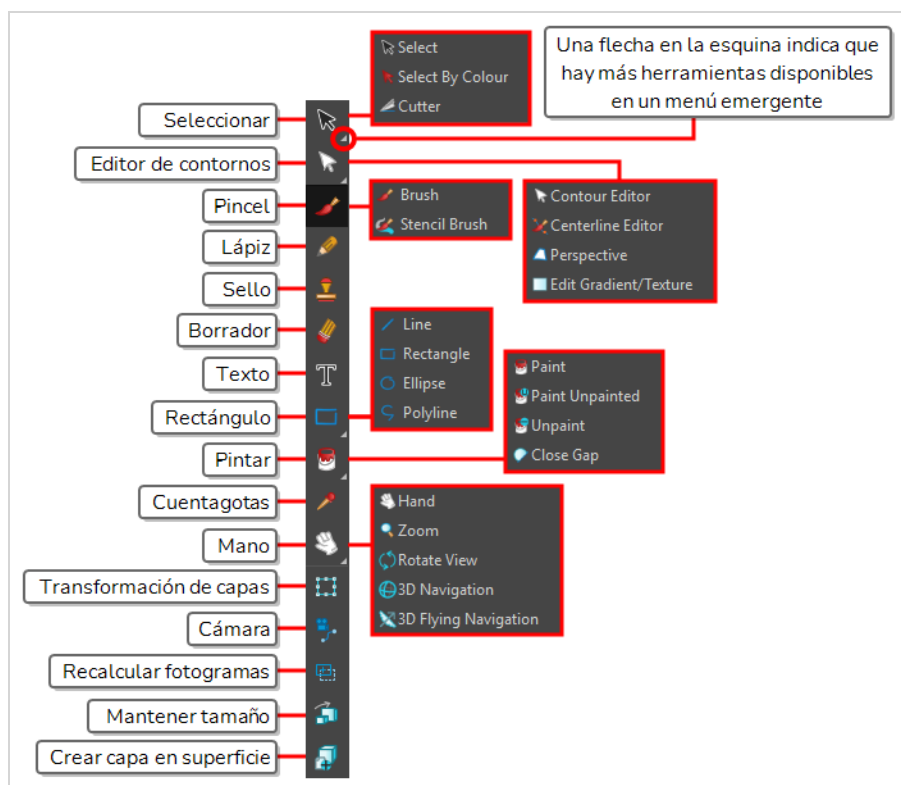 Select
Select By Colour
Cutter
Una flecha en la esquina indica que
hay más herramientas disponibles
en un menú emergente
Seleccionar
Editor de contornos
Pincel
Lápiz
Sello
Borrador
Texto
Rectángulo
Pintar
Cuentagotas
Mano
Transformación de capas
Cámara
Recalcular fotogramas
Mantener tamaño
Crear capa en superficie
Brush
Stencil Brush
Contour Editor
Centerline Editor
Perspective
Edit Gradient/Texture
Line
Rectangle
Ellipse
Polyline
Paint
Paint Unpainted
Unpaint
Close Gap
Hand
Zoom
Rotate View
3D Navigation
3D Flying Navigation